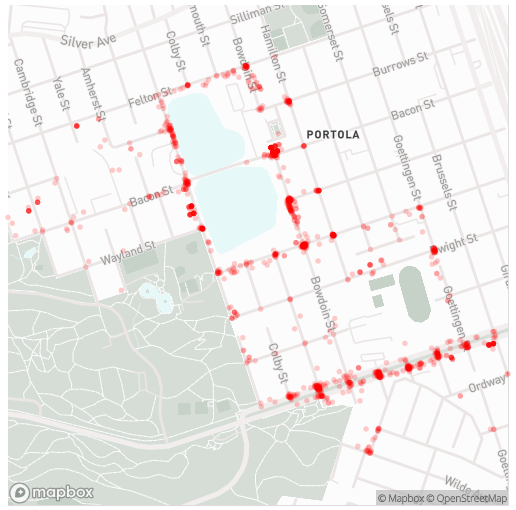 Silliman St
Silver Ave
mouth St
Colby St
Bowdoin St
Hamilton St
Somerset St
Burrows St
Cambridge St
Yale St
Amherst St
Felton St
Bacon St
PORTOLA
Goettingen St
Brussels St
Bacon St
Wayland St
Dwight St
Bowdoin St
Goettingen
Gir
Colby St
Ordway
Goet
Wilde
mapbox
© Mapbox © OpenStreetMap